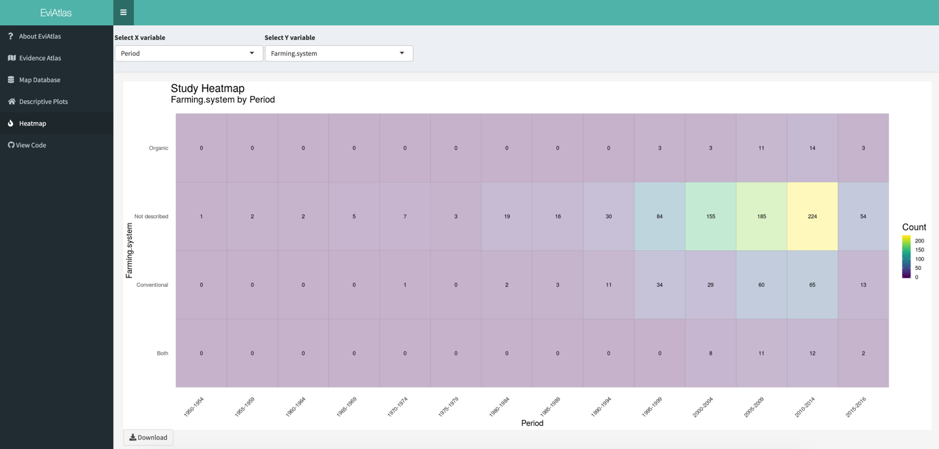 EviAtlas
About EviAtlas
Evidence Atlas
Map Database
Descriptive Plots
Heatmap
View Code
Select X variable Select Y variable
Period Farming.system
Study Heatmap
Farming.system by Period
Organic 0 0 0 0 0 0 0 0 0 3 3 11 14 3
Not described 1 2 2 5 7 3 19 16 30 84 155 185 224 54
Conventional 0 0 0 0 1 0 2 3 11 34 29 60 65 13
Both 0 0 0 0 0 0 0 0 0 0 8 11 12 2
Farming.system
Count
200
150
100
50
0
1950-1954 1955-1959 1960-1964 1965-1969 1970-1974 1975-1979 1980-1984 1985-1989 1990-1994 1995-1999 2000-2004 2005-2009 2010-2014 2015-2016
Period
Download